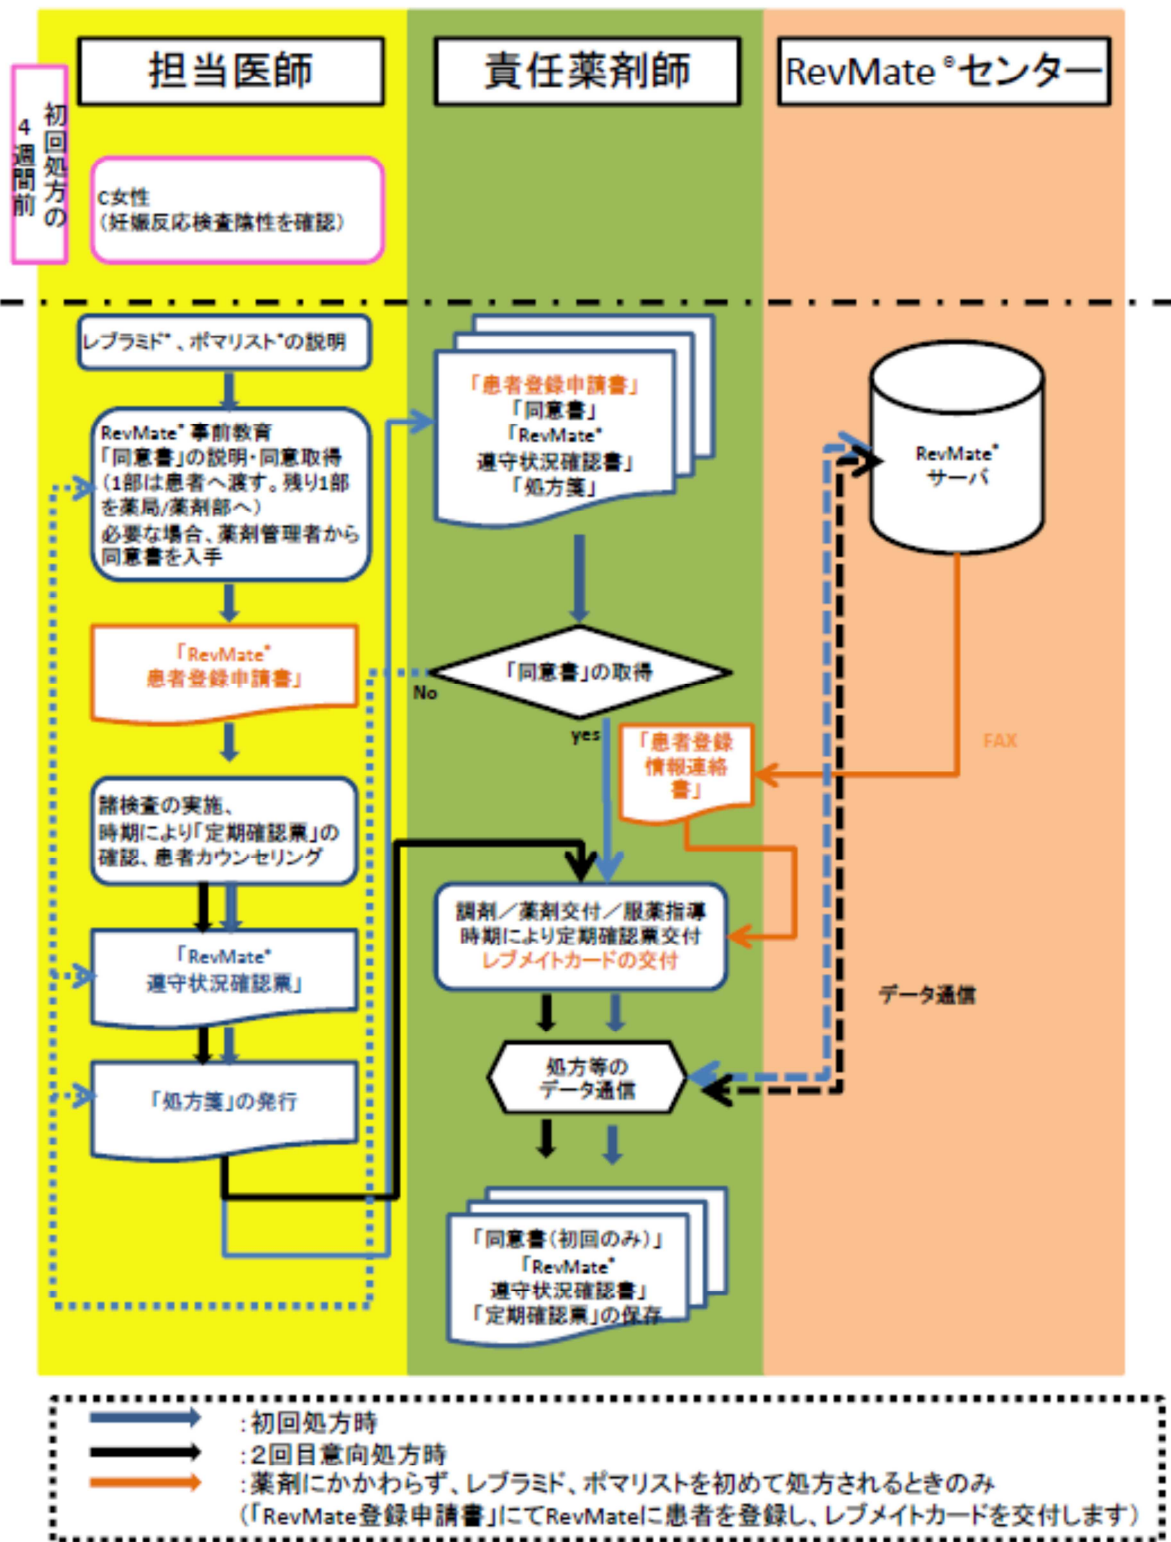 担当医師
責任薬剤師
RevMate®センター
初回処方の
4週間前
C女性
（妊娠反応検査陰性を確認）
レブラミド®、ポマリスト®の説明
RevMate® 事前教育
「同意書」の説明・同意取得
（1部は患者へ渡す。残り1部
を薬局/薬剤部へ）
必要な場合、薬剤管理者から
同意書を入手
「RevMate®
患者登録申請書」
諸検査の実施、
時期により「定期確認票」の
確認、患者カウンセリング
「RevMate®
遵守状況確認票」
「処方箋」の発行
「患者登録申請書」
「同意書」
「RevMate®
遵守状況確認書」
「処方箋」
「同意書」の取得
No
yes
「患者登録
情報連絡
書」
調剤／薬剤交付／服薬指導
時期により定期確認票交付
レブメイトカードの交付
処方等の
データ通信
「同意書（初回のみ）」
「RevMate®
遵守状況確認書」
「定期確認票」の保存
RevMate®
サーバ
FAX
データ通信
：初回処方時
：2回目意向処方時
：薬剤にかかわらず、レブラミド、ポマリストを初めて処方されるときのみ
（「RevMate登録申請書」にてRevMateに患者を登録し、レブメイトカードを交付します）